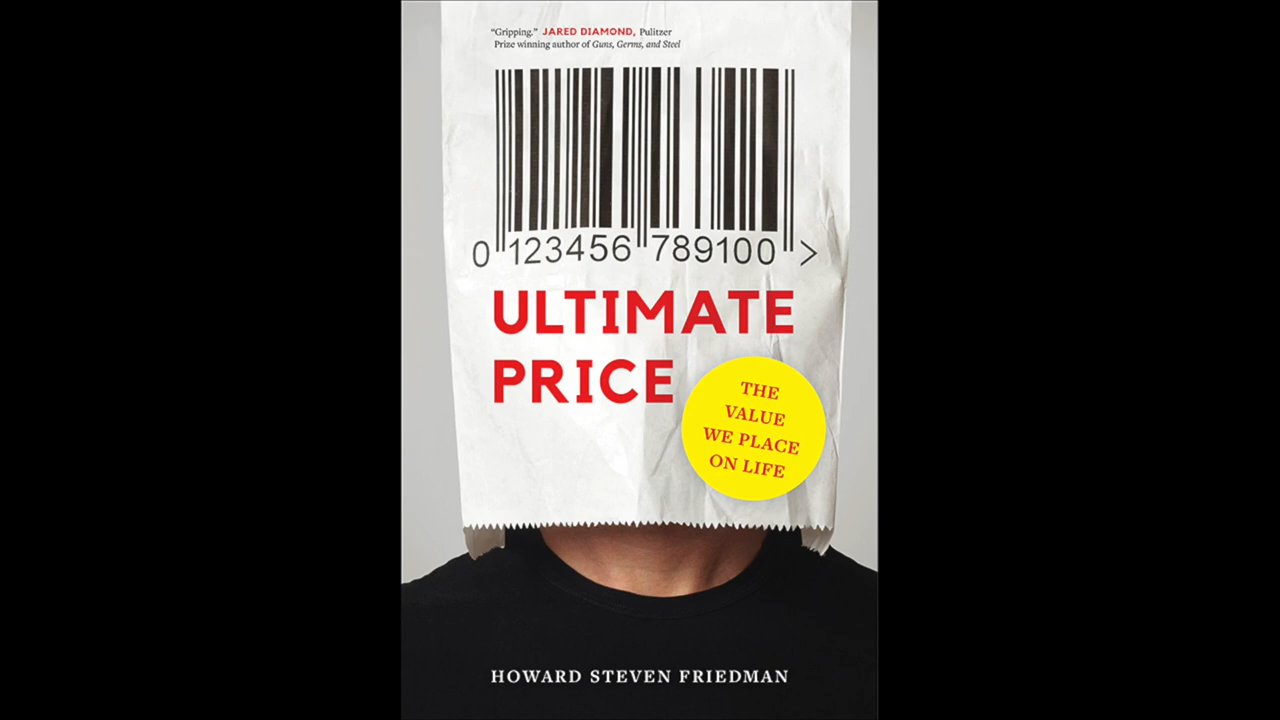 “Gripping.” JARED DIAMOND, Pulitzer
Prize winning author of Guns, Germs, and Steel
0 123456 789100 >
ULTIMATE
PRICE
THE
VALUE
WE PLACE
ON LIFE
HOWARD STEVEN FRIEDMAN